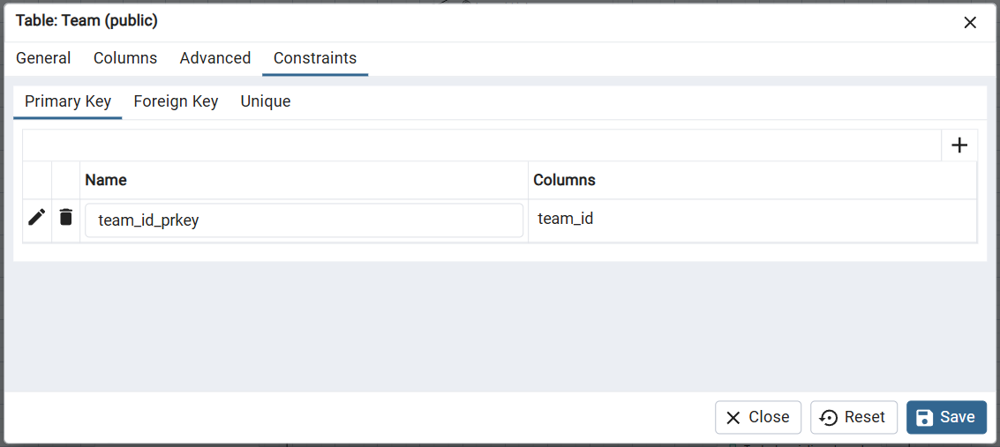 Table: Team (public)
General Columns Advanced Constraints
Primary Key Foreign Key Unique
Name Columns
team_id_prkey team_id
Close Reset Save